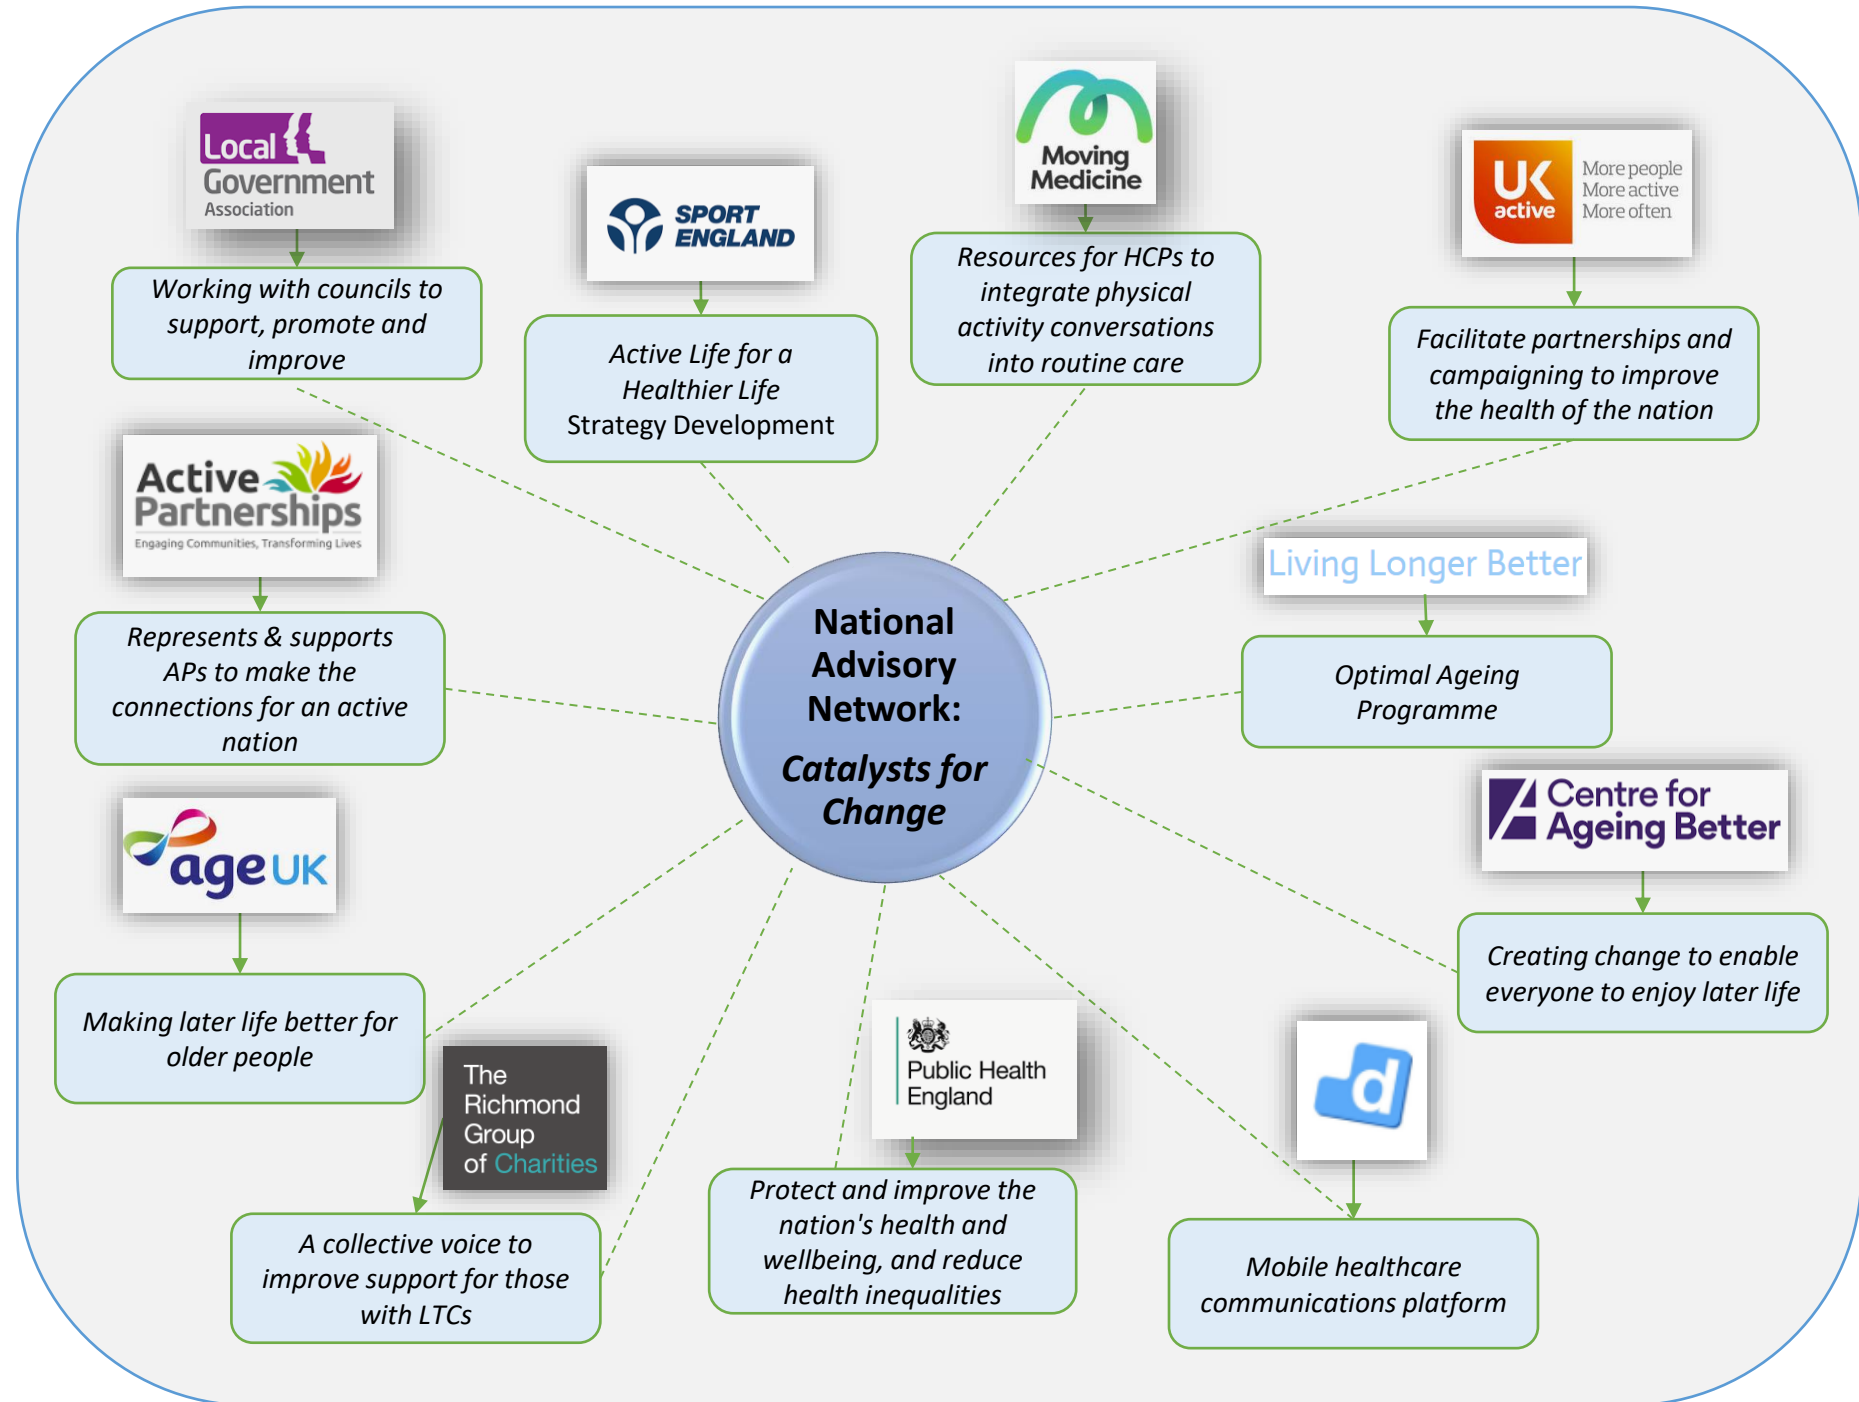 Local
Government
Association
Working with councils to
support, promote and
improve
SPORT
ENGLAND
Active Life for a
Healthier Life
Strategy Development
Moving
Medicine
Resources for HCPs to
integrate physical
activity conversations
into routine care
UK
active
More people
More active
More often
Facilitate partnerships and
campaigning to improve
the health of the nation
Active
Partnerships
Engaging Communities, Transforming Lives
Represents & supports
APs to make the
connections for an active
nation
National
Advisory
Network:
Catalysts for
Change
Living Longer Better
Optimal Ageing
Programme
age UK
Making later life better for
older people
Centre for
Ageing Better
Creating change to enable
everyone to enjoy later life
The
Richmond
Group
of Charities
A collective voice to
improve support for those
with LTCs
Public Health
England
Protect and improve the
nation's health and
wellbeing, and reduce
health inequalities
d
Mobile healthcare
communications platform